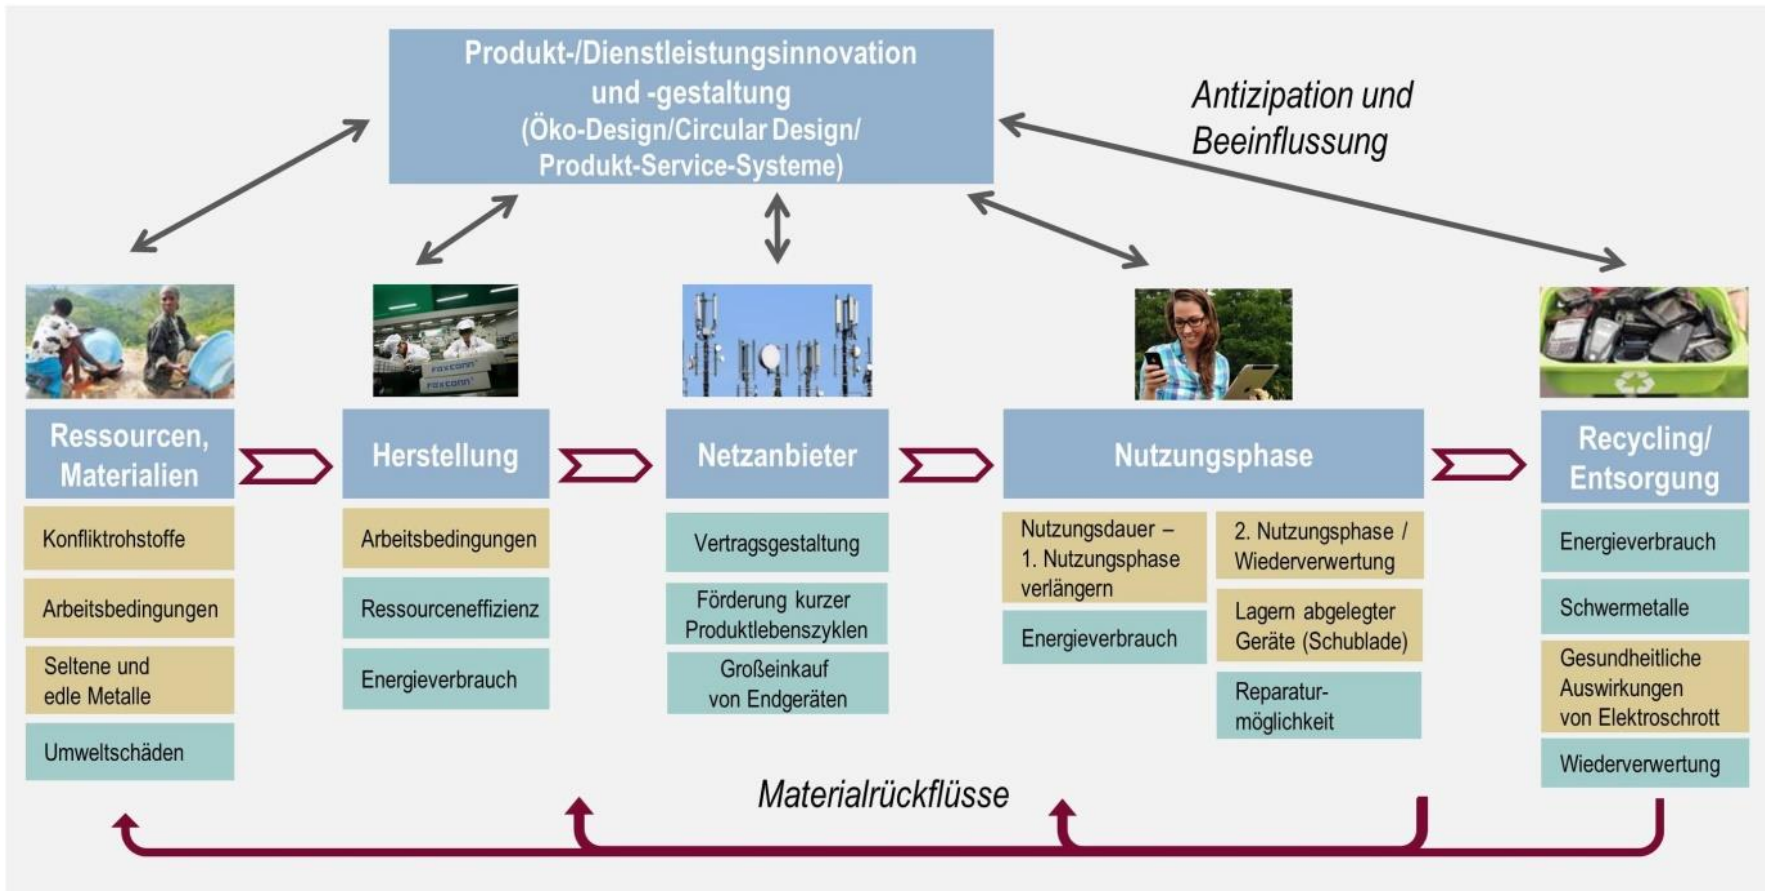 Produkt-/Dienstleistungsinnovation
und -gestaltung
(Öko-Design/Circular Design/
Produkt-Service-Systeme)
Antizipation und
Beeinflussung
FOXCONN
FOXCONN
Ressourcen,
Materialien
Herstellung
Netzanbieter
Nutzungsphase
Recycling/
Entsorgung
Konfliktrohstoffe
Arbeitsbedingungen
Seltene und
edle Metalle
Umweltschäden
Arbeitsbedingungen
Ressourceneffizienz
Energieverbrauch
Vertragsgestaltung
Förderung kurzer
Produktlebenszyklen
Großeinkauf
von Endgeräten
Nutzungsdauer –
1. Nutzungsphase
verlängern
Energieverbrauch
2. Nutzungsphase /
Wiederverwertung
Lagern abgelegter
Geräte (Schublade)
Reparatur-
möglichkeit
Energieverbrauch
Schwermetalle
Gesundheitliche
Auswirkungen
von Elektroschrott
Wiederverwertung
Materialrückflüsse